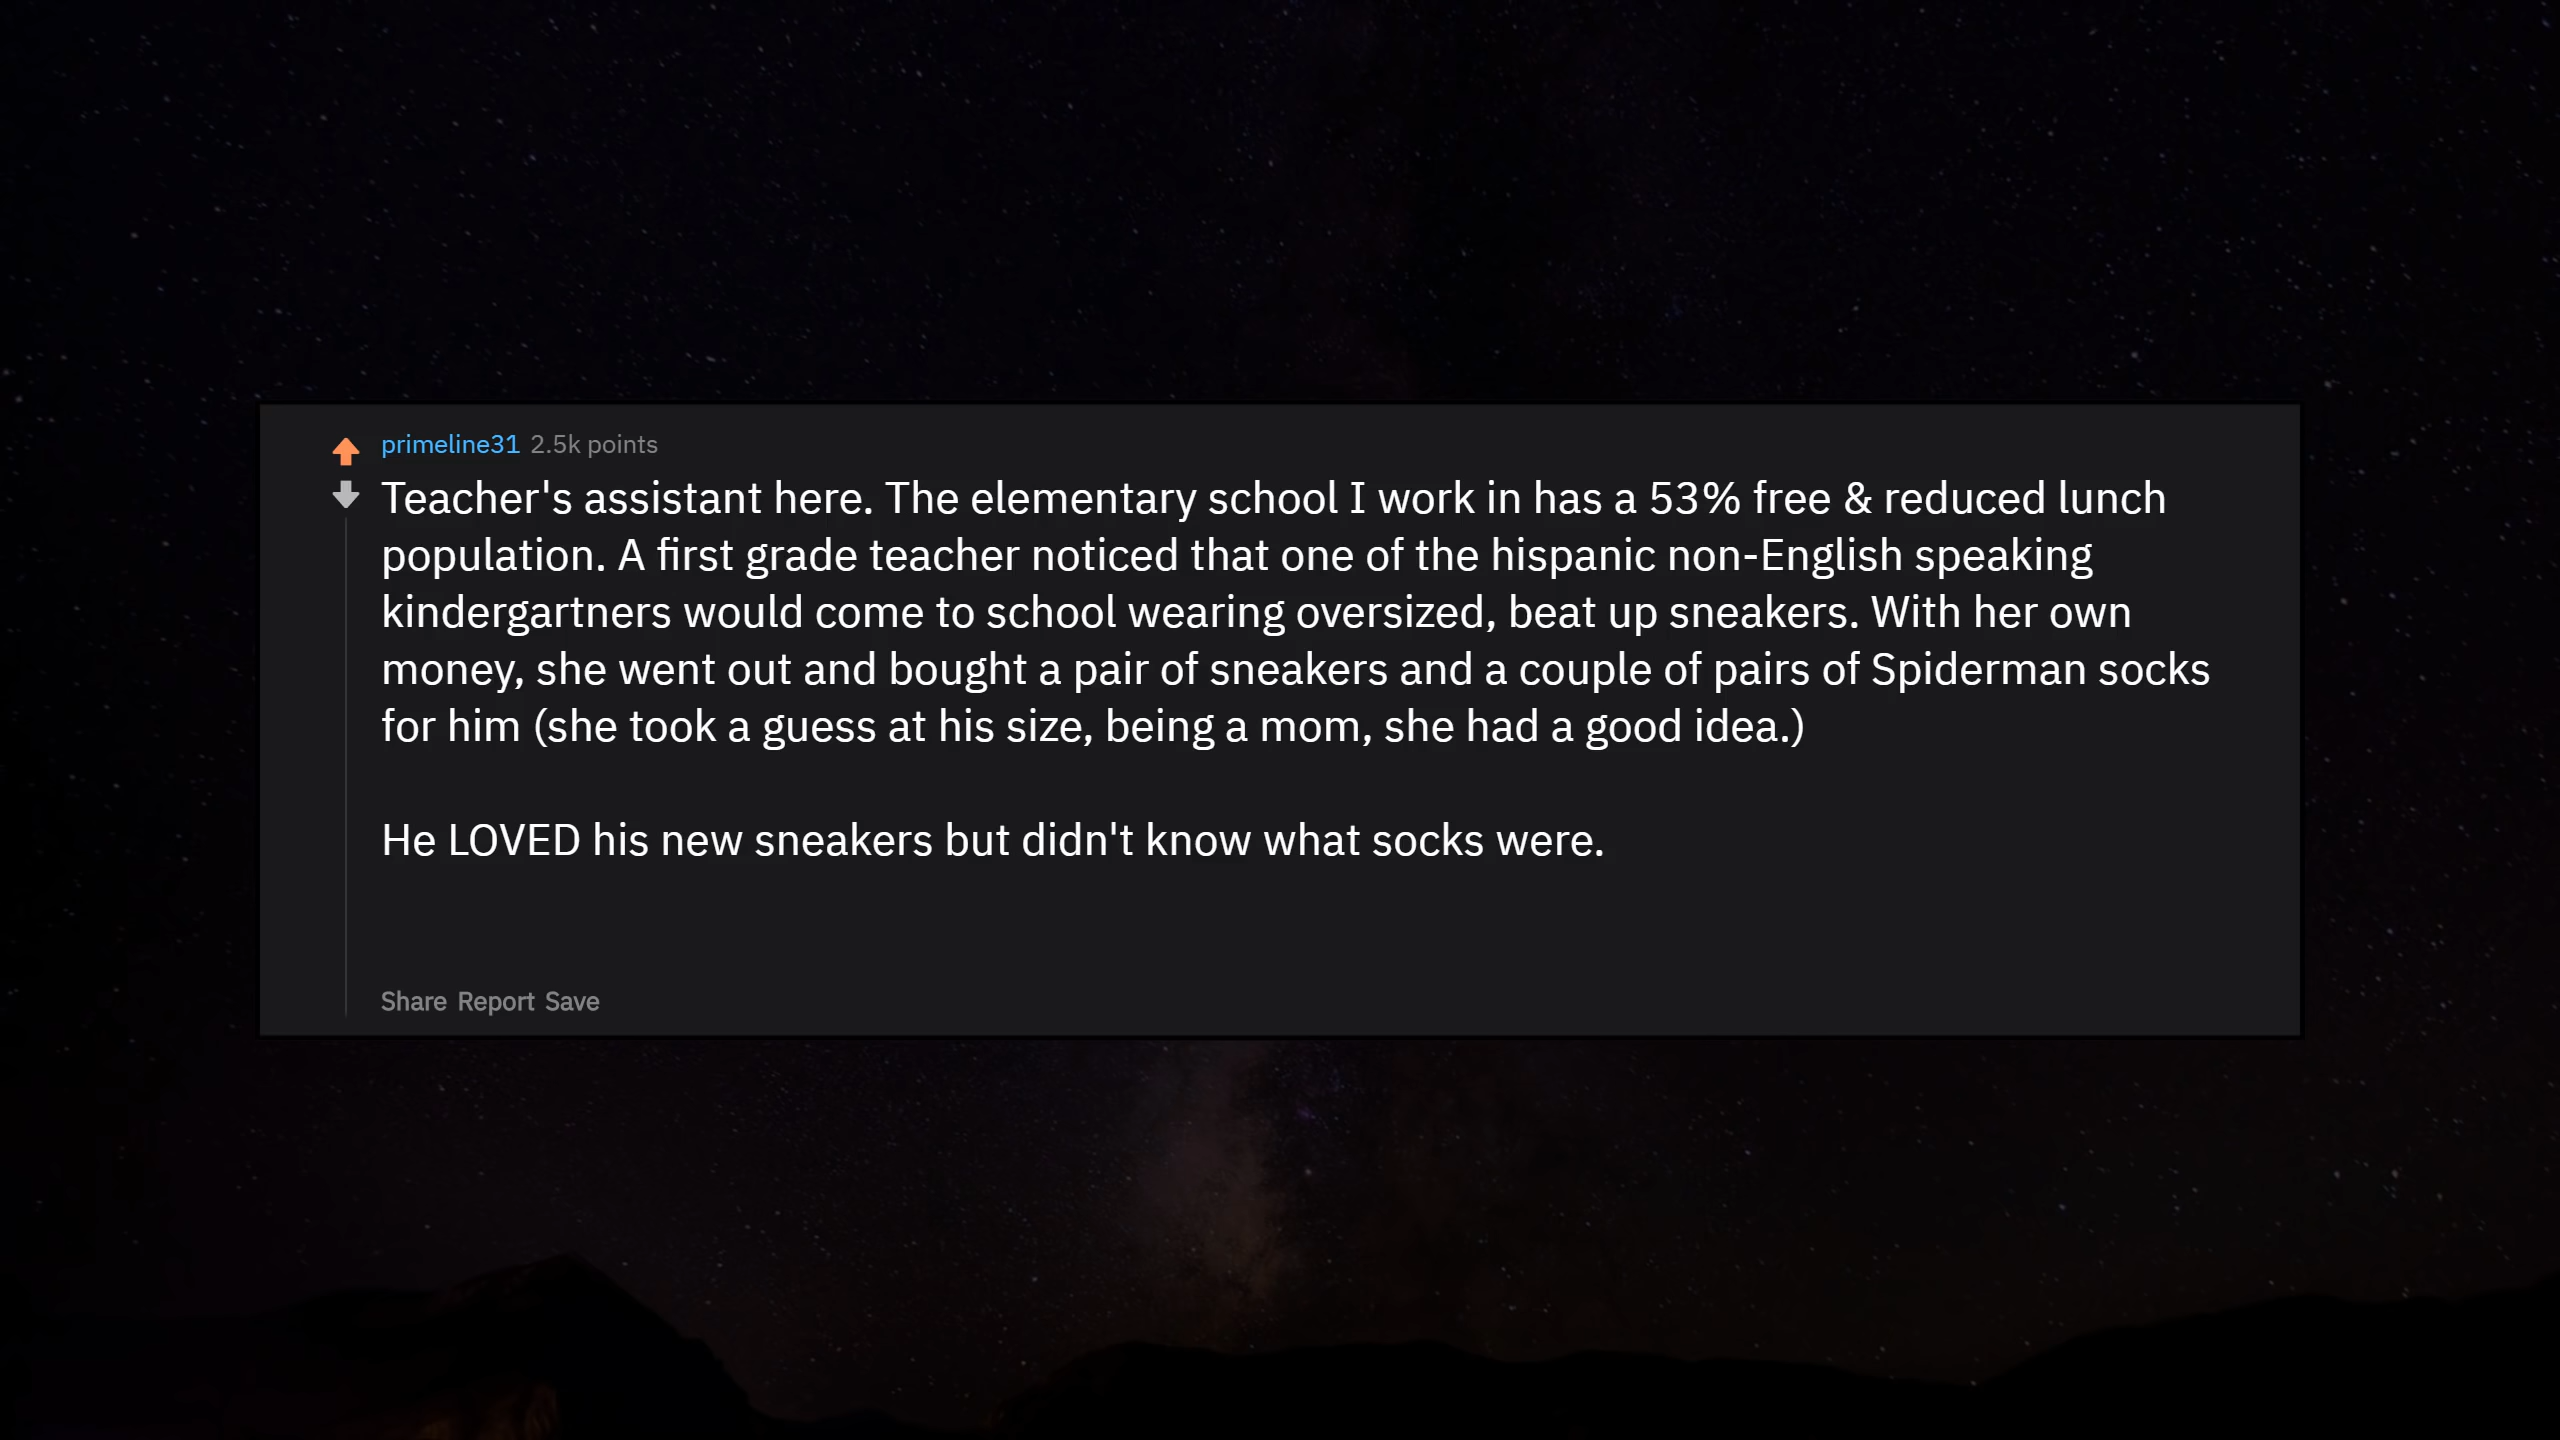 primeline31 2.5k points
Teacher's assistant here. The elementary school I work in has a 53% free & reduced lunch
population. A first grade teacher noticed that one of the hispanic non-English speaking
kindergartners would come to school wearing oversized, beat up sneakers. With her own
money, she went out and bought a pair of sneakers and a couple of pairs of Spiderman socks
for him (she took a guess at his size, being a mom, she had a good idea.)
He LOVED his new sneakers but didn't know what socks were.
Share Report Save